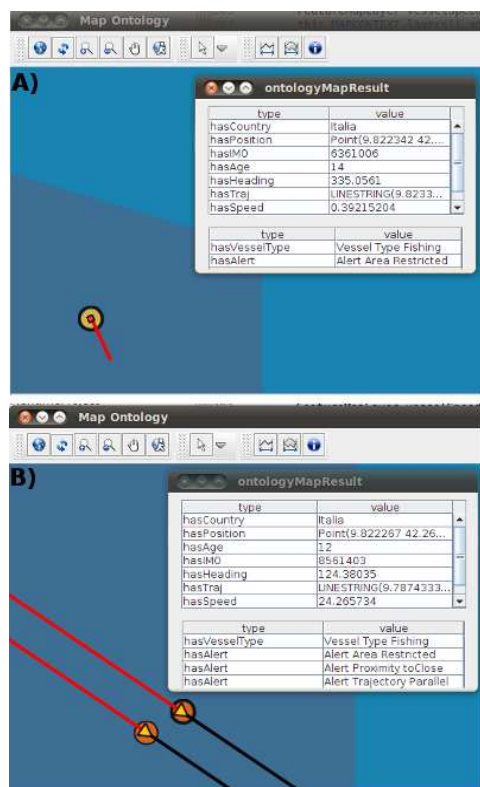 Map Ontology
A)
ontologyMapResult
type value
hasCountry Italia
hasPosition Point(9.822342 42....
hasIMO 6361006
hasAge 14
hasHeading 335.0561
hasTraj LINESTRING(9.8233...
hasSpeed 0.39215204
type value
hasVesselType Vessel Type Fishing
hasAlert Alert Area Restricted
Map Ontology
B)
ontologyMapResult
type value
hasCountry Italia
hasPosition Point(9.822267 42.26...
hasAge 12
hasIMO 8561403
hasHeading 124.38035
hasTraj LINESTRING(9.7874333...
hasSpeed 24.265734
type value
hasVesselType Vessel Type Fishing
hasAlert Alert Area Restricted
hasAlert Alert Proximity toClose
hasAlert Alert Trajectory Parallel